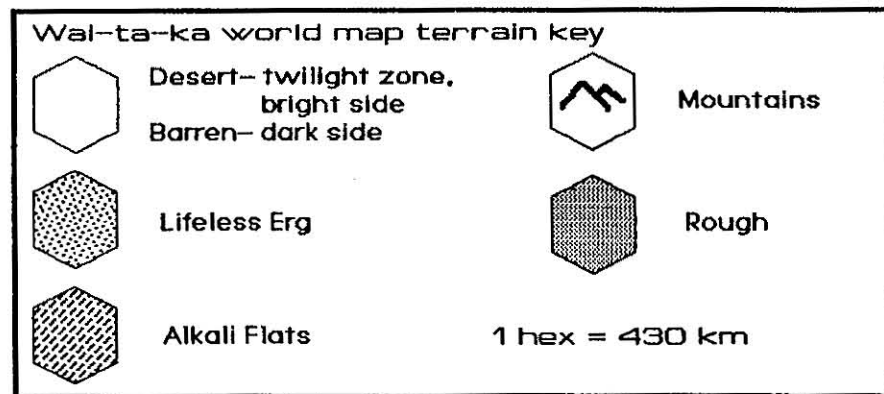 Wal-ta-ka world map terrain key
Desert- twilight zone,
bright side
Barren- dark side
Mountains
Lifeless Erg
Rough
Alkali Flats
1 hex = 430 km